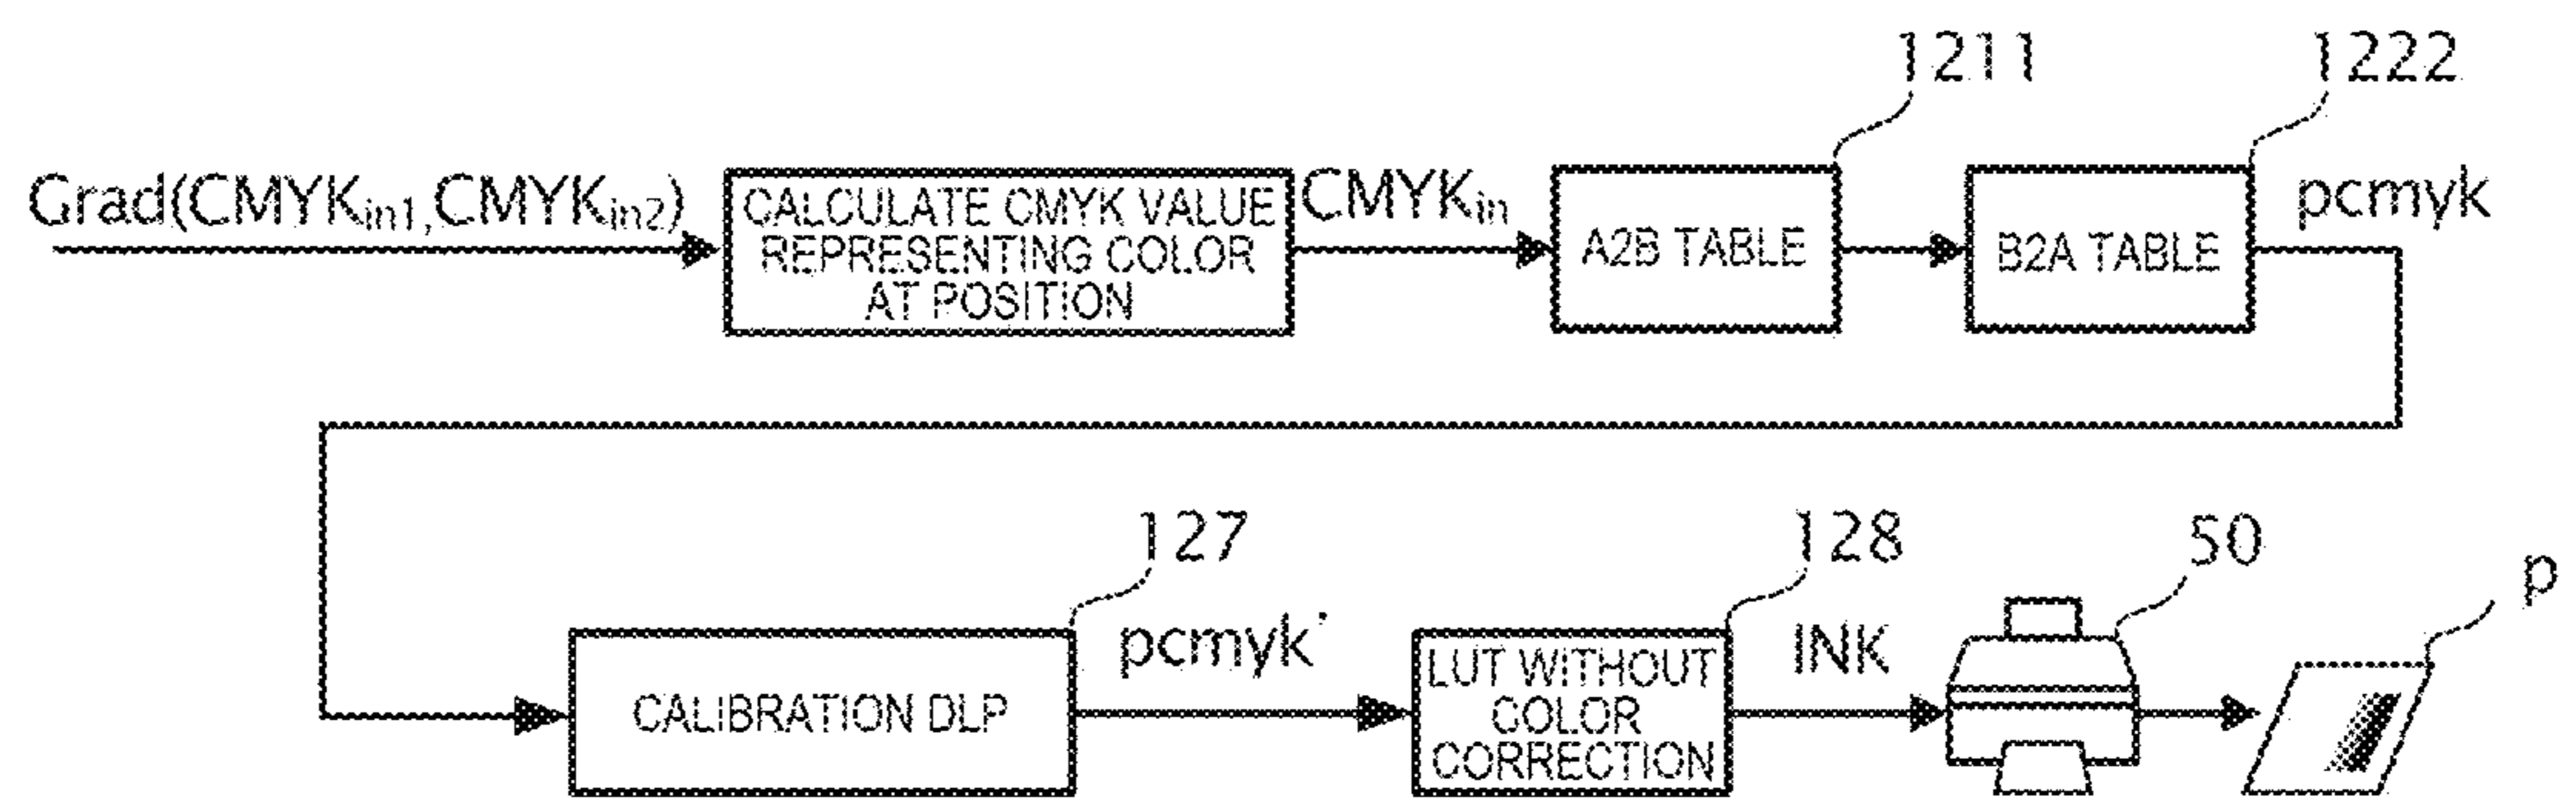 1211
1222
Grad(CMYKin1,CMYKin2)
CALCULATE CMYK VALUE
REPRESENTING COLOR
AT POSITION
CMYKin
A2B TABLE
B2A TABLE
pcmyk
127
128
50
p
CALIBRATION DLP
pcmyk'
LUT WITHOUT
COLOR
CORRECTION
INK